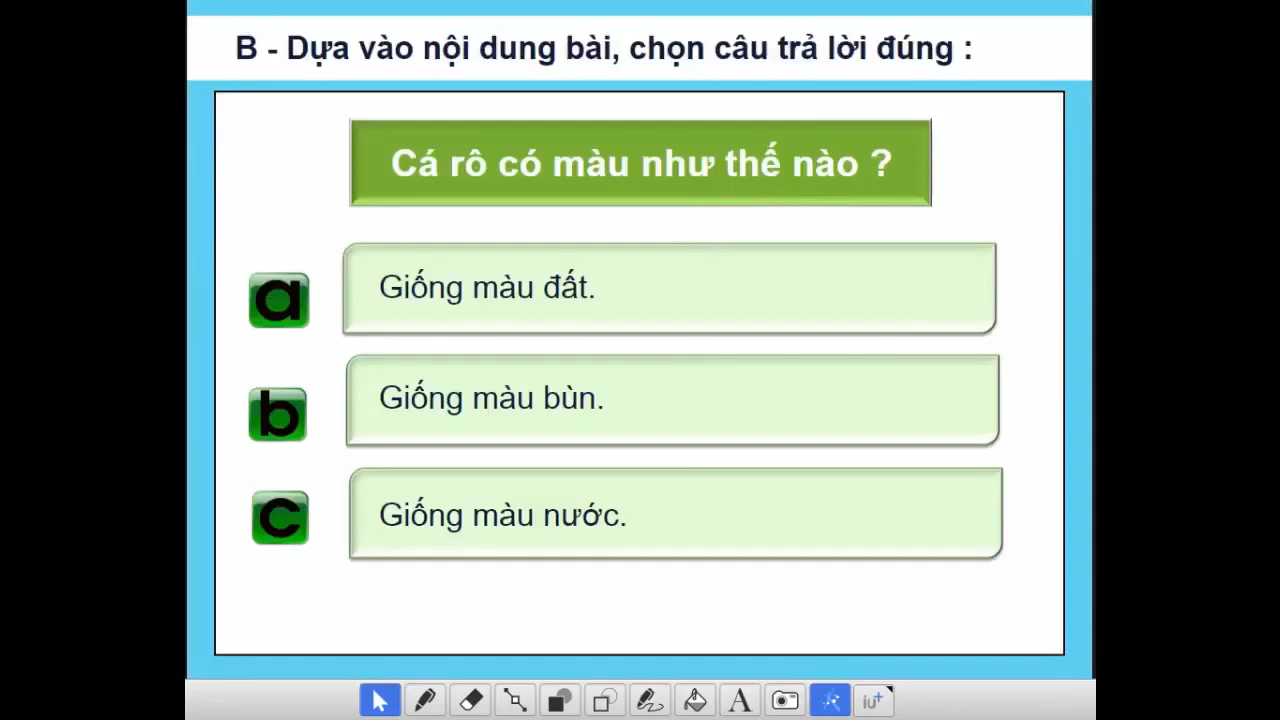 B - Dựa vào nội dung bài, chọn câu trả lời đúng :
Cá rô có màu như thế nào ?
a
Giống màu đất.
b
Giống màu bùn.
c
Giống màu nước.
A
iu+